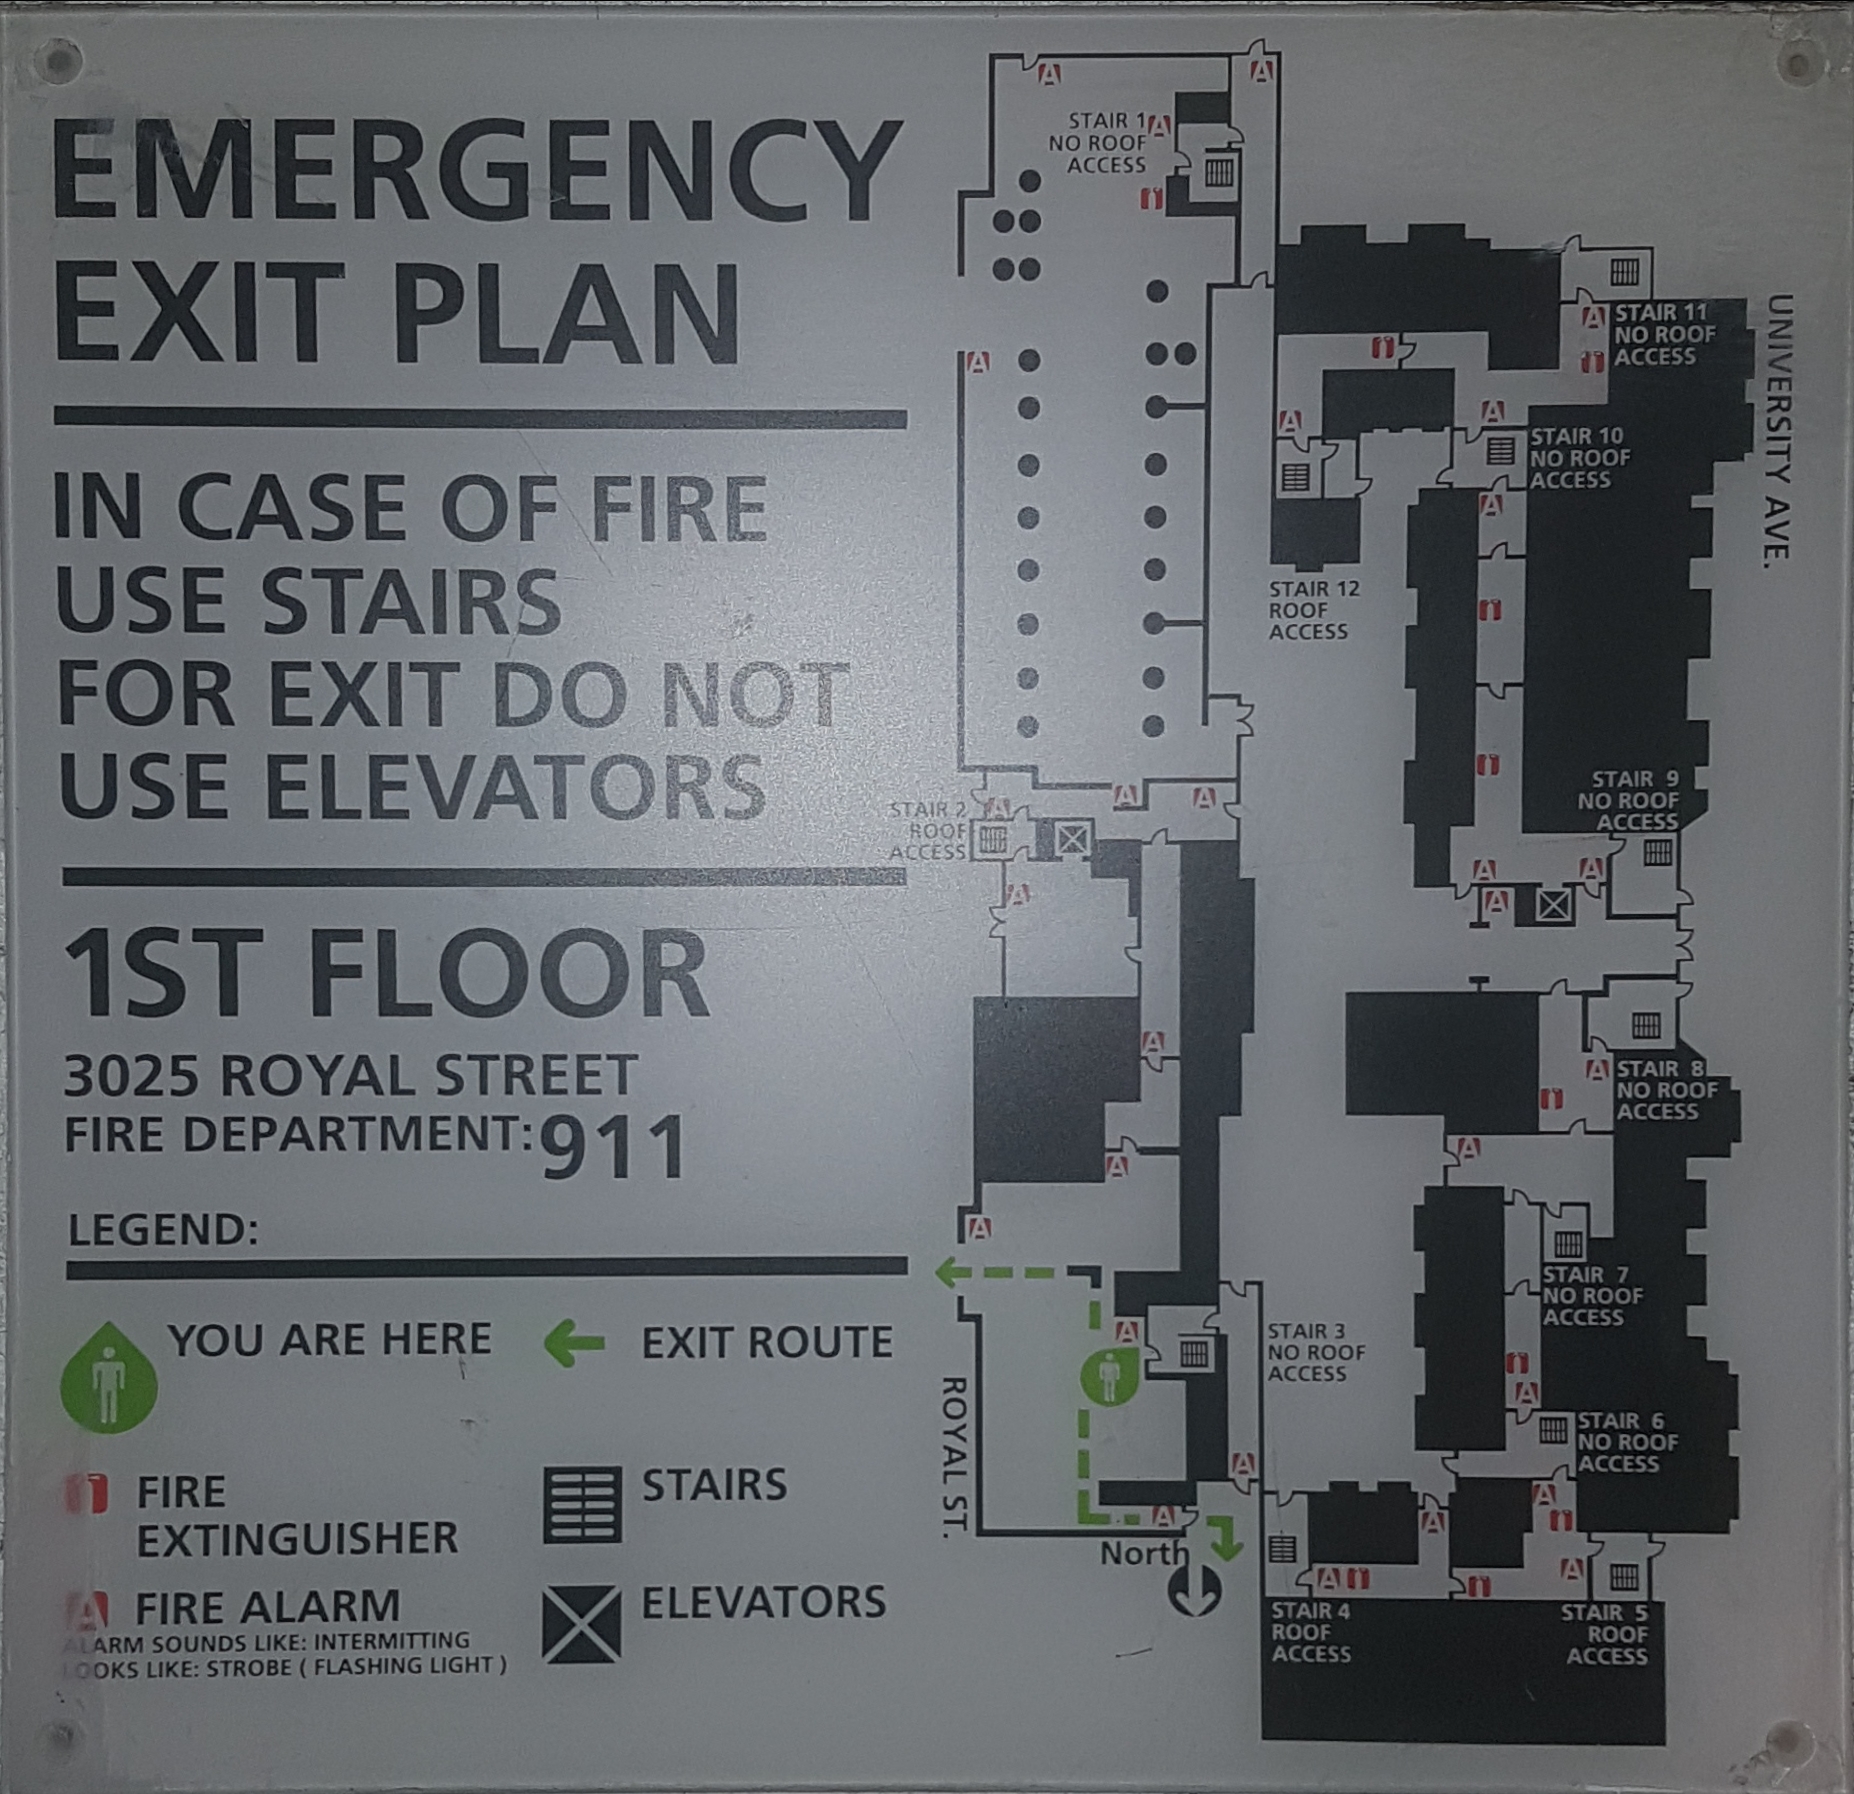 EMERGENCY
EXIT PLAN
IN CASE OF FIRE
USE STAIRS
FOR EXIT DO NOT
USE ELEVATORS
1ST FLOOR
3025 ROYAL STREET
FIRE DEPARTMENT:911
LEGEND:
YOU ARE HERE
EXIT ROUTE
FIRE
EXTINGUISHER
STAIRS
FIRE ALARM
ALARM SOUNDS LIKE: INTERMITTING
LOOKS LIKE: STROBE ( FLASHING LIGHT )
ELEVATORS
STAIR 1
NO ROOF
ACCESS
STAIR 11
NO ROOF
ACCESS
UNIVERSITY AVE.
STAIR 10
NO ROOF
ACCESS
STAIR 12
ROOF
ACCESS
STAIR 9
NO ROOF
ACCESS
STAIR 2
ROOF
ACCESS
STAIR 8
NO ROOF
ACCESS
STAIR 7
NO ROOF
ACCESS
STAIR 3
NO ROOF
ACCESS
ROYAL ST.
STAIR 6
NO ROOF
ACCESS
North
STAIR 4
ROOF
ACCESS
STAIR 5
ROOF
ACCESS